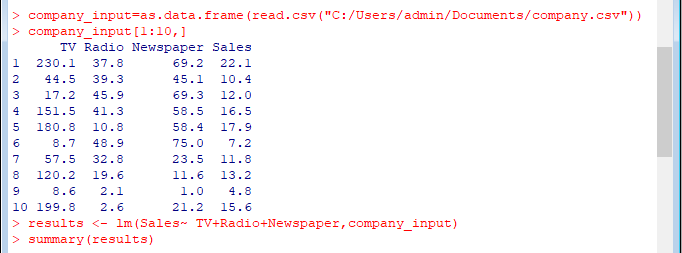 > company_input=as.data.frame(read.csv("C:/Users/admin/Documents/company.csv"))
> company_input[1:10,]
TV Radio Newspaper Sales
1 230.1 37.8 69.2 22.1
2 44.5 39.3 45.1 10.4
3 17.2 45.9 69.3 12.0
4 151.5 41.3 58.5 16.5
5 180.8 10.8 58.4 17.9
6 8.7 48.9 75.0 7.2
7 57.5 32.8 23.5 11.8
8 120.2 19.6 11.6 13.2
9 8.6 2.1 1.0 4.8
10 199.8 2.6 21.2 15.6
> results <- lm(Sales~ TV+Radio+Newspaper,company_input)
> summary(results)